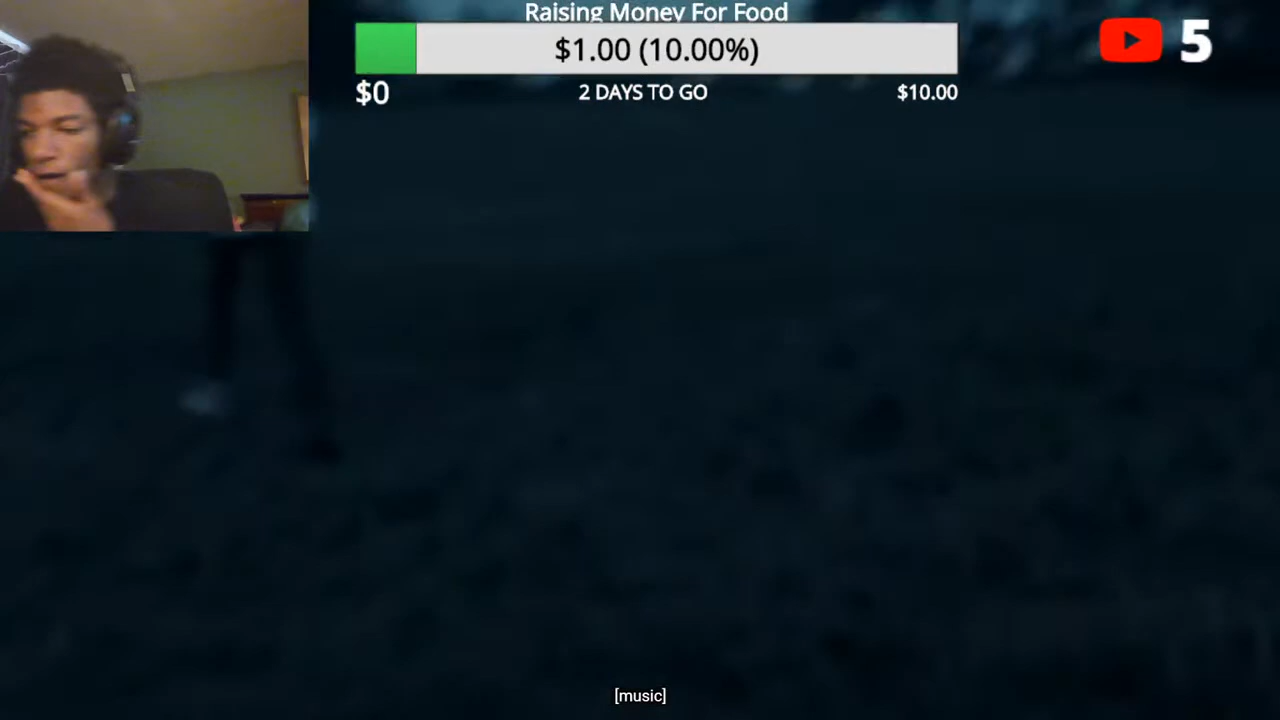 Raising Money For Food
$1.00 (10.00%)
$0 2 DAYS TO GO $10.00
5
[music]